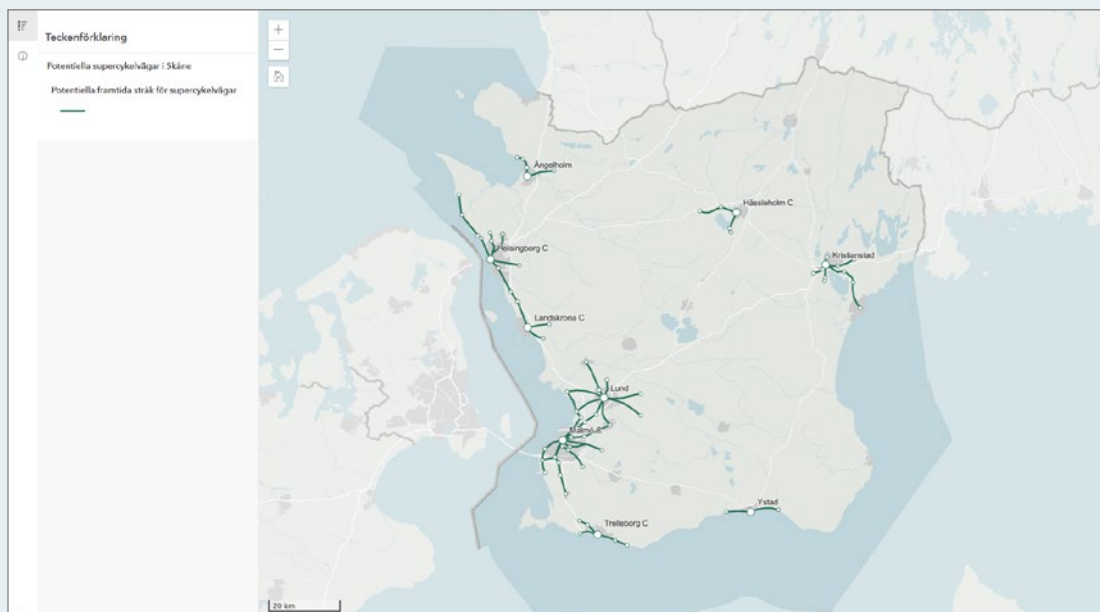 Teckenförklaring
Potentiella supercykelvägar i Skåne
Potentiella framtida stråk för supercykelvägar
+
−
Ängelholm
Hässleholm C
Helsingborg C
Kristianstad
Landskrona C
Lund
Malmö C
Ystad
Trelleborg C
20 km